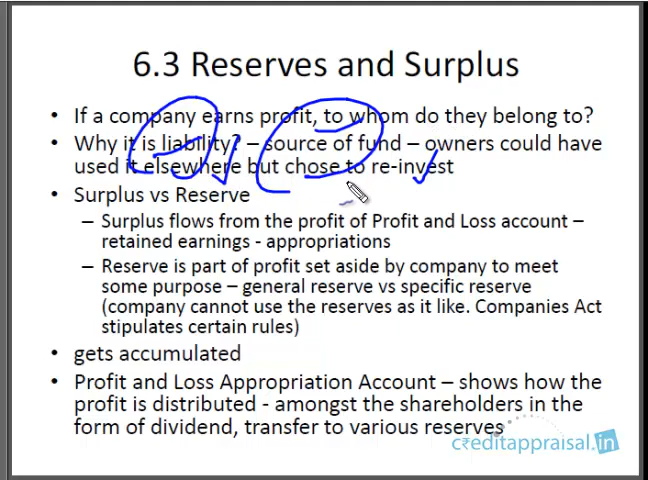 6.3 Reserves and Surplus
• If a company earns profit, to whom do they belong to?
• Why it is liability? – source of fund – owners could have
used it elsewhere but chose to re-invest
• Surplus vs Reserve
– Surplus flows from the profit of Profit and Loss account –
retained earnings - appropriations
– Reserve is part of profit set aside by company to meet
some purpose – general reserve vs specific reserve
(company cannot use the reserves as it like. Companies Act
stipulates certain rules)
• gets accumulated
• Profit and Loss Appropriation Account – shows how the
profit is distributed - amongst the shareholders in the
form of dividend, transfer to various reserves
creditappraisal.in